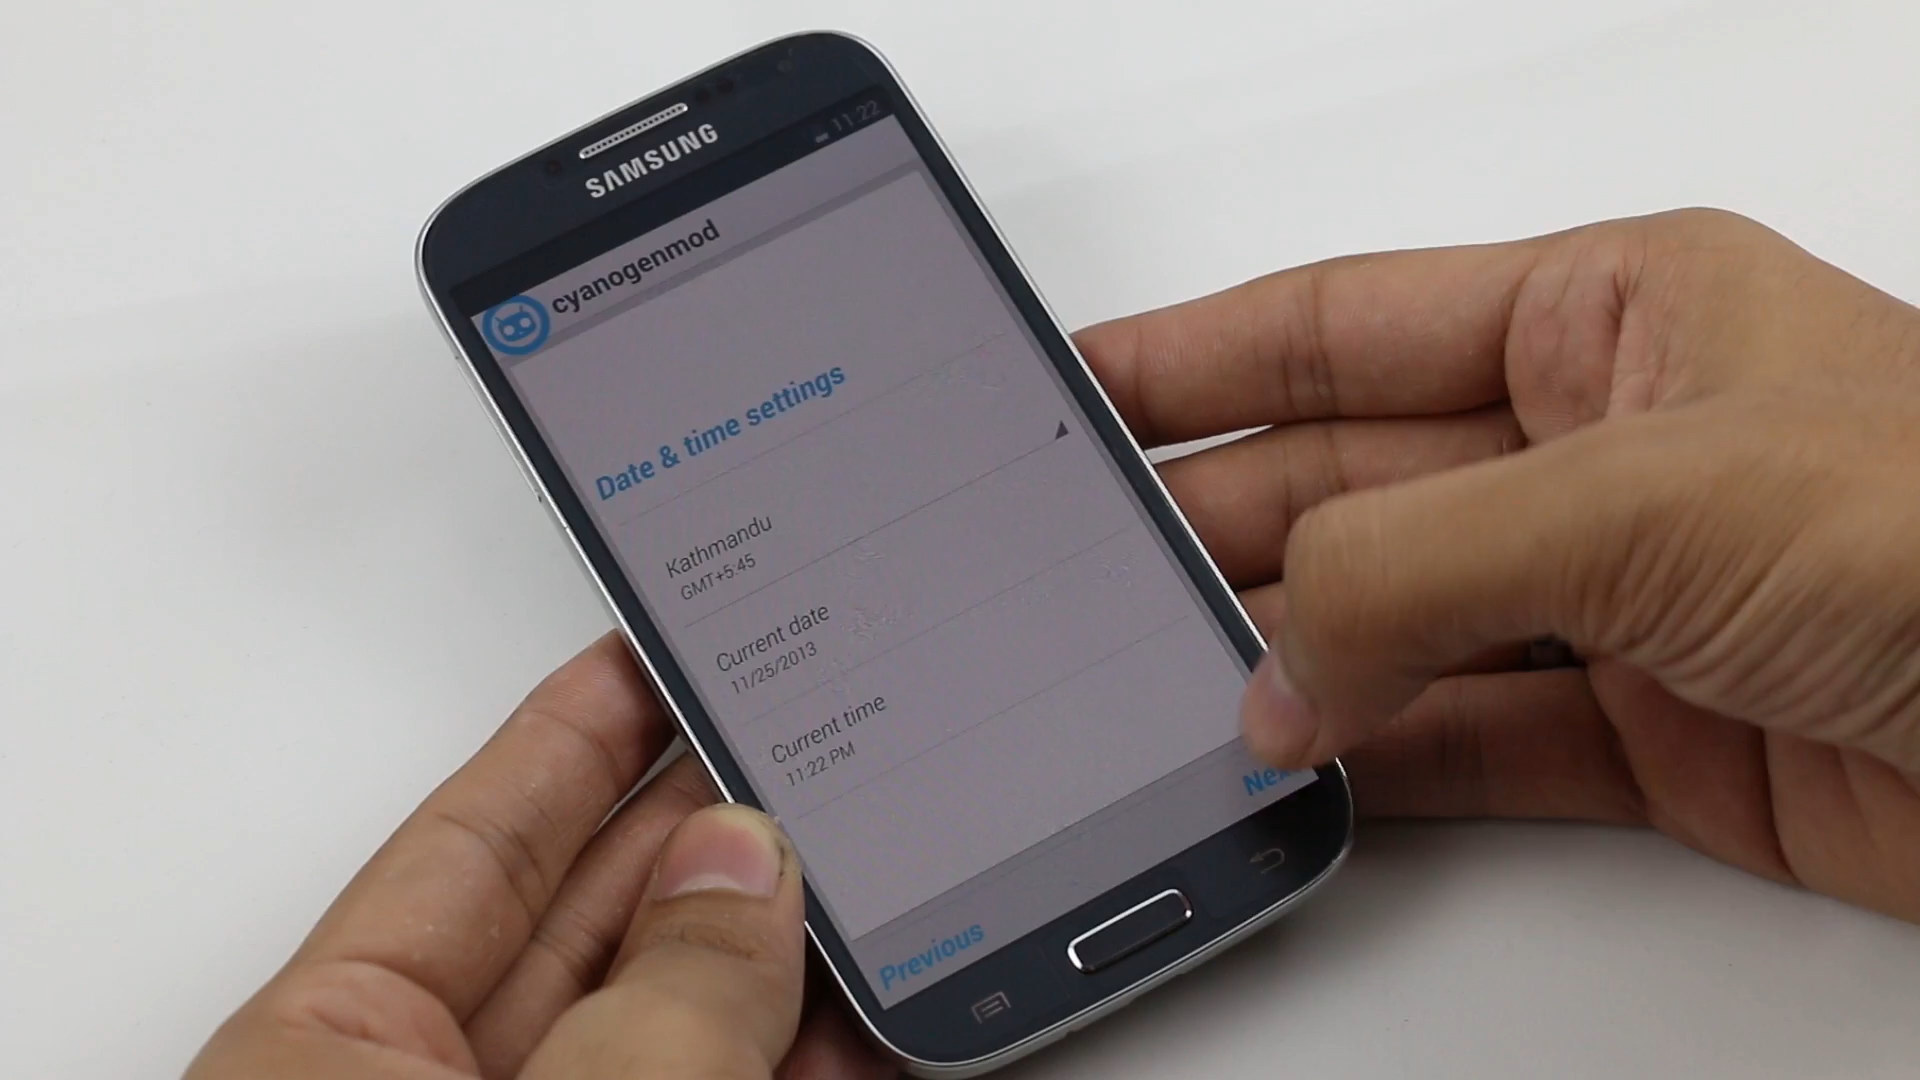 11:22
SAMSUNG
cyanogenmod
Date & time settings
Kathmandu
GMT+5:45
Current date
11/25/2013
Current time
11:22 PM
Next
Previous